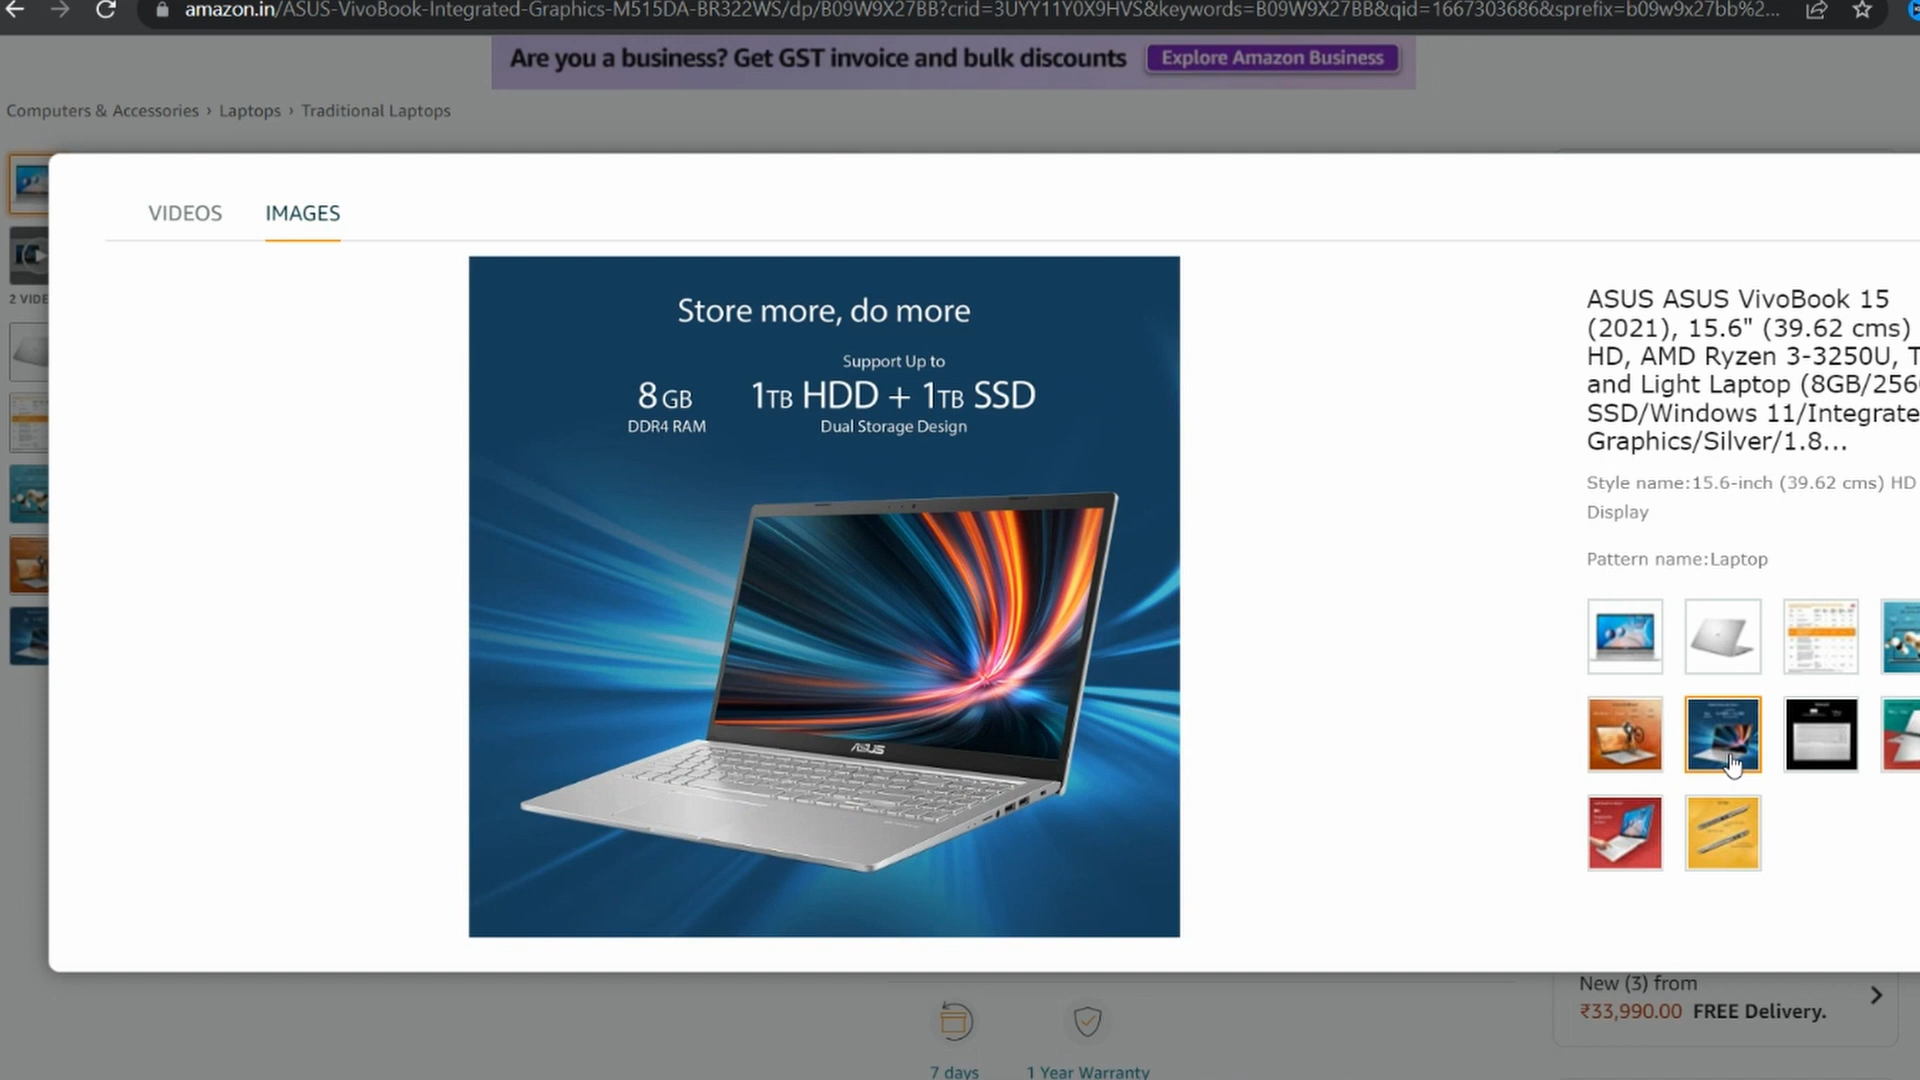 amazon.in/ASUS-VivoBook-Integrated-Graphics-M515DA-BR322WS/dp/B09W9X27BB?crid=3UYY11Y0X9HVS&keywords=B09W9X27BB&qid=1667303686&sprefix=b09w9x27bb%2...
Are you a business? Get GST invoice and bulk discounts Explore Amazon Business
Computers & Accessories › Laptops › Traditional Laptops
2 VIDE
VIDEOS IMAGES
Store more, do more
Support Up to
8 GB 1TB HDD + 1TB SSD
DDR4 RAM Dual Storage Design
ASUS
ASUS ASUS VivoBook 15
(2021), 15.6" (39.62 cms)
HD, AMD Ryzen 3-3250U, T
and Light Laptop (8GB/256
SSD/Windows 11/Integrate
Graphics/Silver/1.8...
Style name:15.6-inch (39.62 cms) HD
Display
Pattern name:Laptop
New (3) from
₹33,990.00 FREE Delivery.
7 days 1 Year Warranty